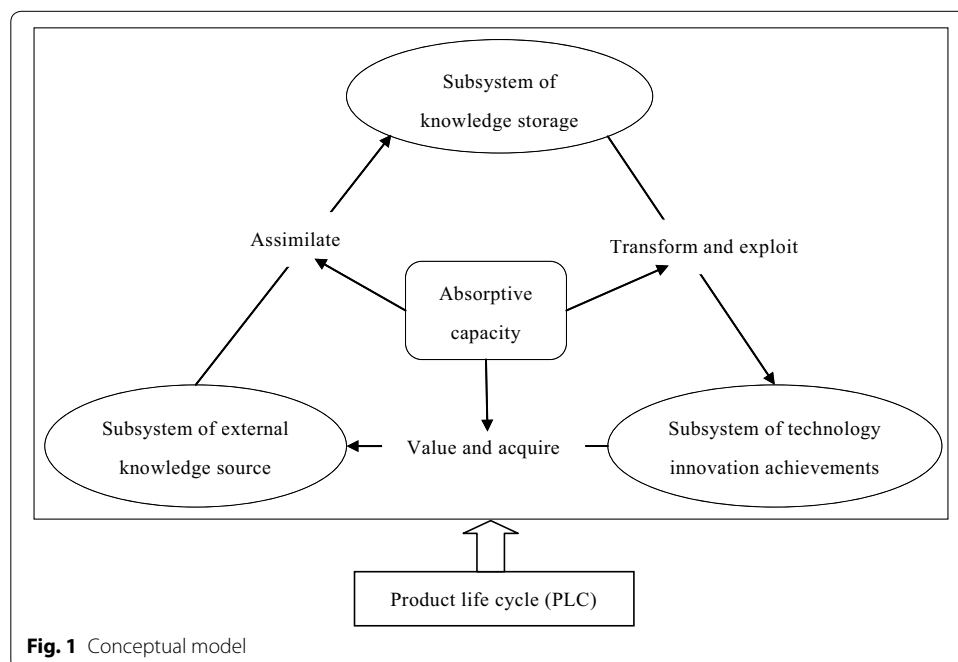 Subsystem of
knowledge storage
Assimilate
Transform and exploit
Absorptive
capacity
Subsystem of external
knowledge source
Value and acquire
Subsystem of technology
innovation achievements
Product life cycle (PLC)
Fig. 1 Conceptual model